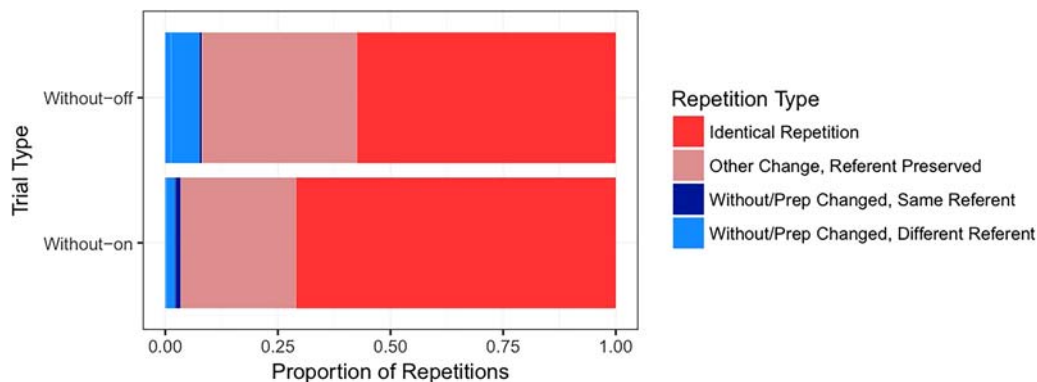 Trial Type
Without−off
Without−on
0.00 0.25 0.50 0.75 1.00
Proportion of Repetitions
Repetition Type
Identical Repetition
Other Change, Referent Preserved
Without/Prep Changed, Same Referent
Without/Prep Changed, Different Referent